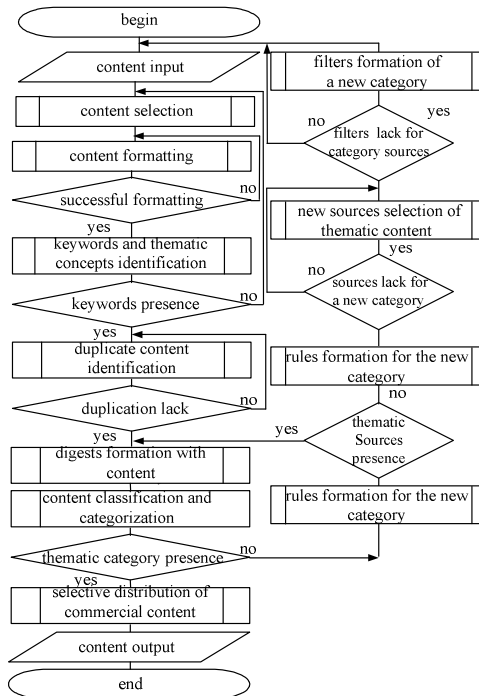 begin
content input
content selection
content formatting
no
successful formatting
yes
keywords and thematic
concepts identification
keywords presence
no
yes
duplicate content
identification
duplication lack
no
yes
digests formation with
content
content classification and
categorization
thematic category presence
no
yes
selective distribution of
commercial content
content output
end
filters formation of
a new category
no
yes
filters lack for
category sources
new sources selection of
thematic content
yes
no
sources lack for
a new category
rules formation for the new
category
no
yes
thematic
Sources
presence
rules formation for the new
category